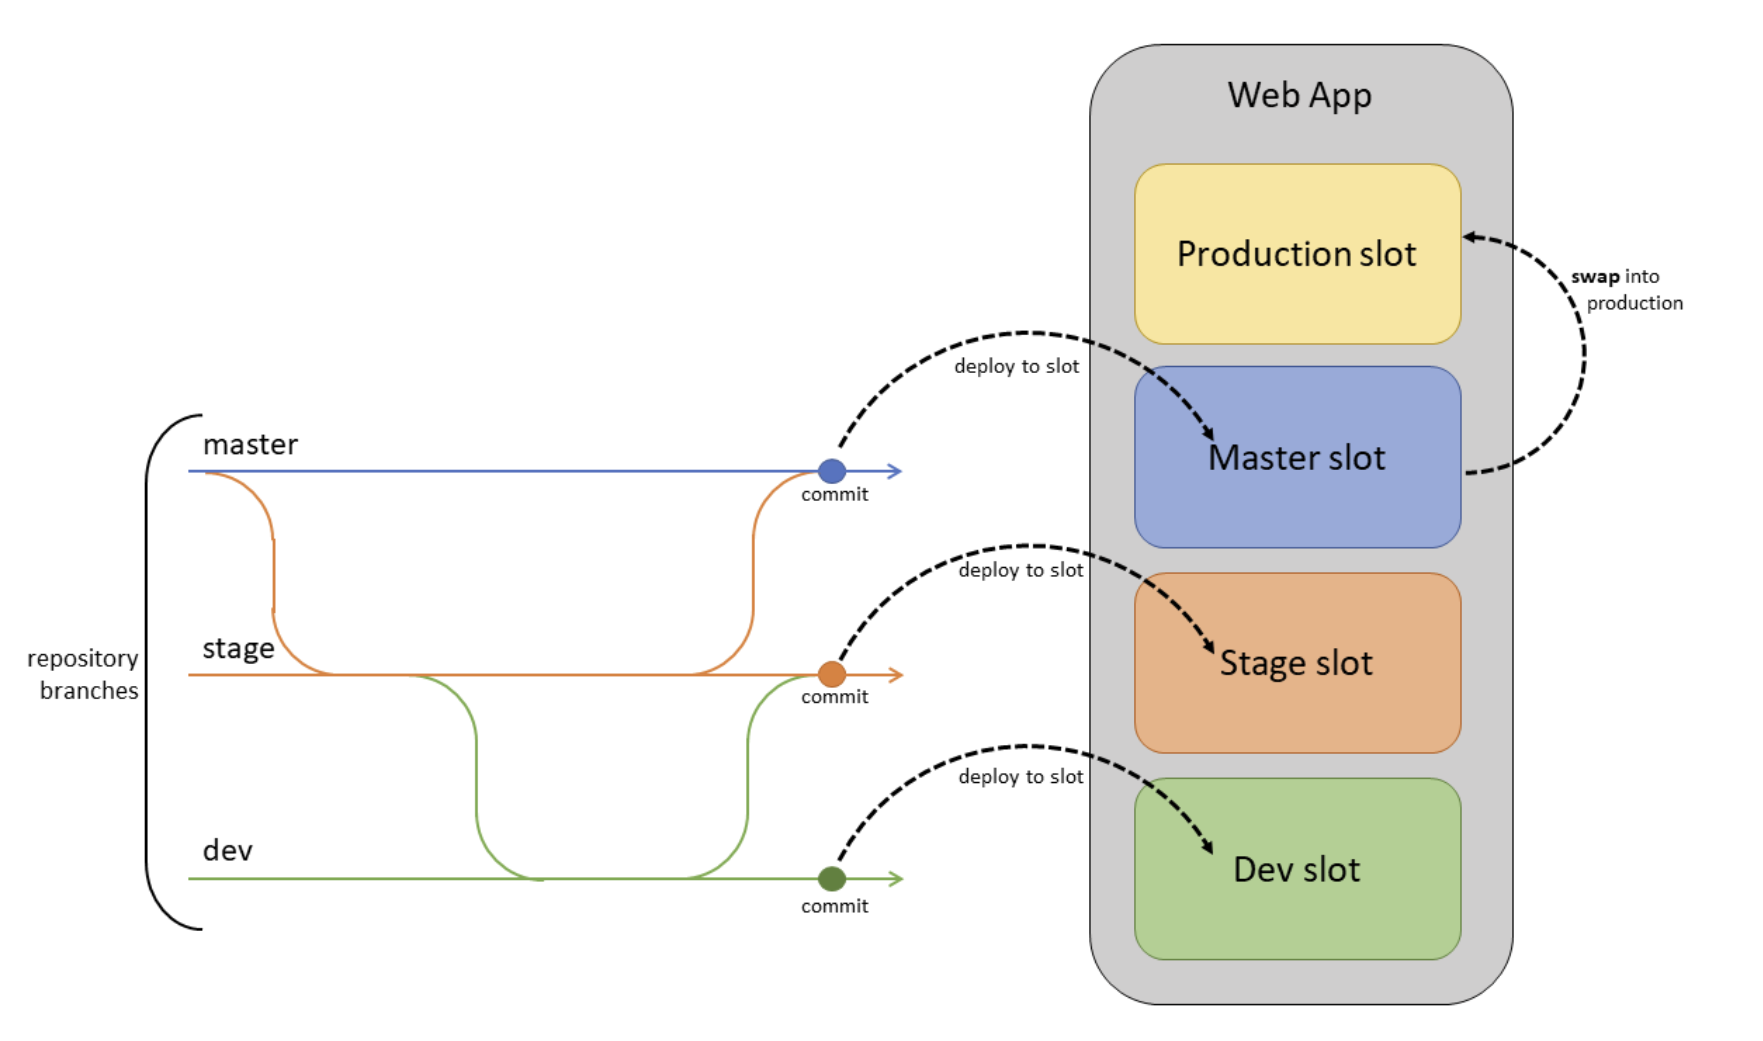 Web App
Production slot
swap into
production
deploy to slot
Master slot
master
commit
deploy to slot
Stage slot
stage
commit
repository
branches
deploy to slot
Dev slot
dev
commit